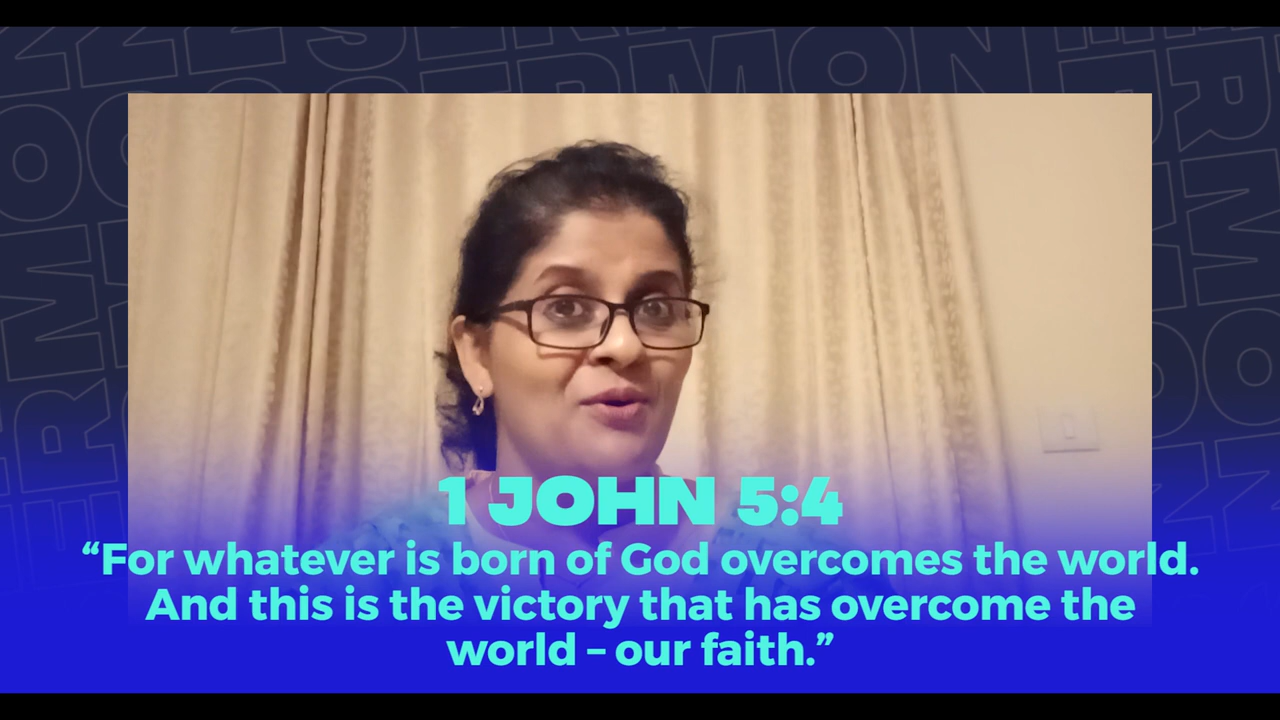 SERMON
1 JOHN 5:4
“For whatever is born of God overcomes the world.
And this is the victory that has overcome the
world – our faith.”